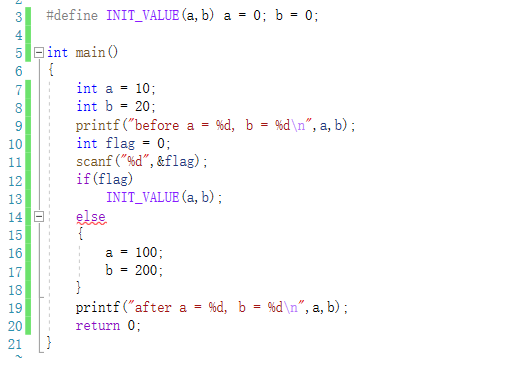 3 #define INIT_VALUE(a,b) a = 0; b = 0;
4
5 int main()
6 {
7 int a = 10;
8 int b = 20;
9 printf("before a = %d, b = %d\n",a,b);
10 int flag = 0;
11 scanf("%d",&flag);
12 if(flag)
13 INIT_VALUE(a,b);
14 else
15 {
16 a = 100;
17 b = 200;
18 }
19 printf("after a = %d, b = %d\n",a,b);
20 return 0;
21 }